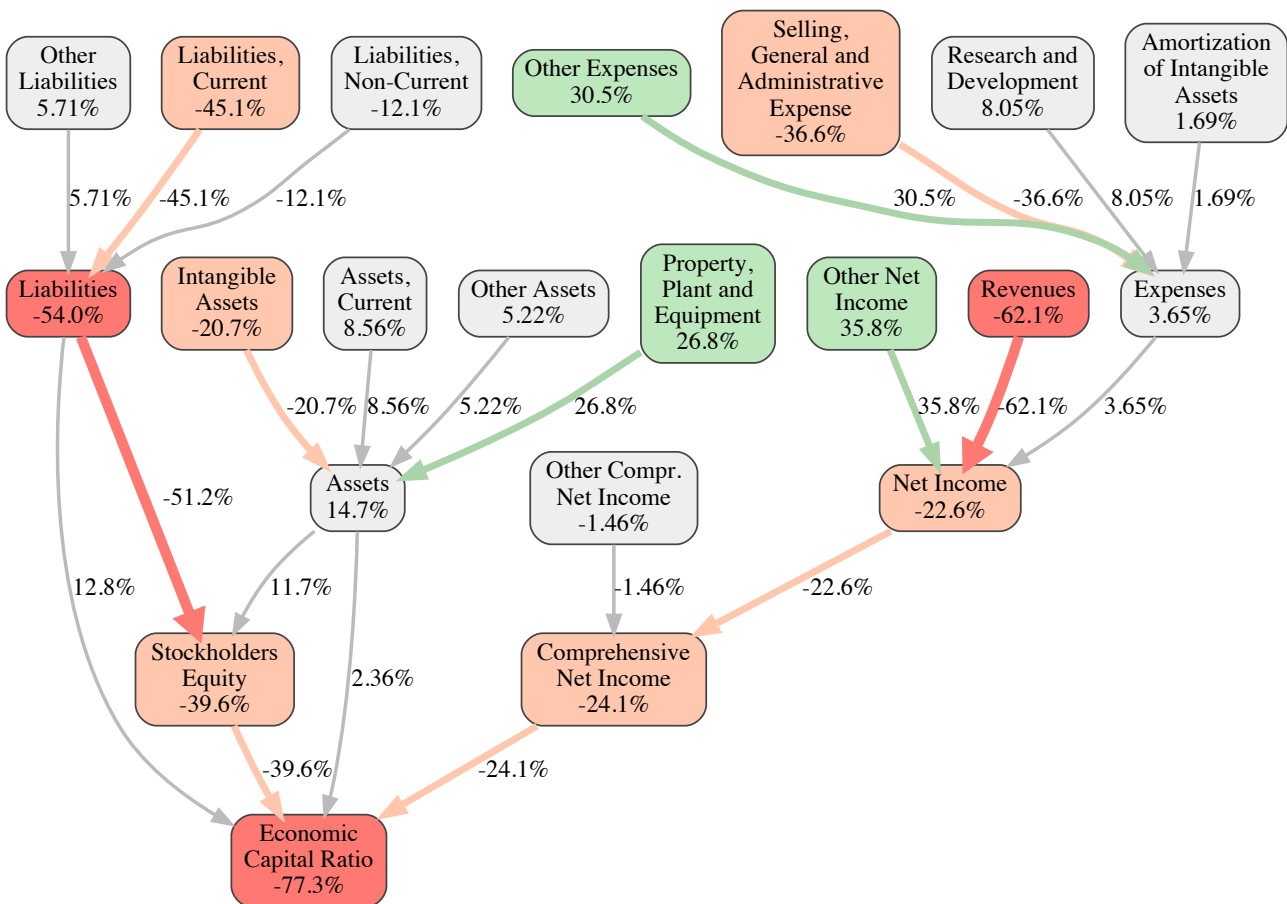 Other
Liabilities
5.71%
Liabilities,
Current
-45.1%
Liabilities,
Non-Current
-12.1%
Other Expenses
30.5%
Selling,
General and
Administrative
Expense
-36.6%
Research and
Development
8.05%
Amortization
of Intangible
Assets
1.69%
5.71%
-45.1%
-12.1%
30.5%
-36.6%
8.05%
1.69%
Liabilities
-54.0%
Intangible
Assets
-20.7%
Assets,
Current
8.56%
Other Assets
5.22%
Property,
Plant and
Equipment
26.8%
Other Net
Income
35.8%
Revenues
-62.1%
Expenses
3.65%
-20.7%
8.56%
5.22%
26.8%
35.8%
-62.1%
3.65%
-51.2%
Assets
14.7%
Other Compr.
Net Income
-1.46%
Net Income
-22.6%
12.8%
11.7%
-1.46%
-22.6%
Stockholders
Equity
-39.6%
2.36%
Comprehensive
Net Income
-24.1%
-39.6%
-24.1%
Economic
Capital Ratio
-77.3%